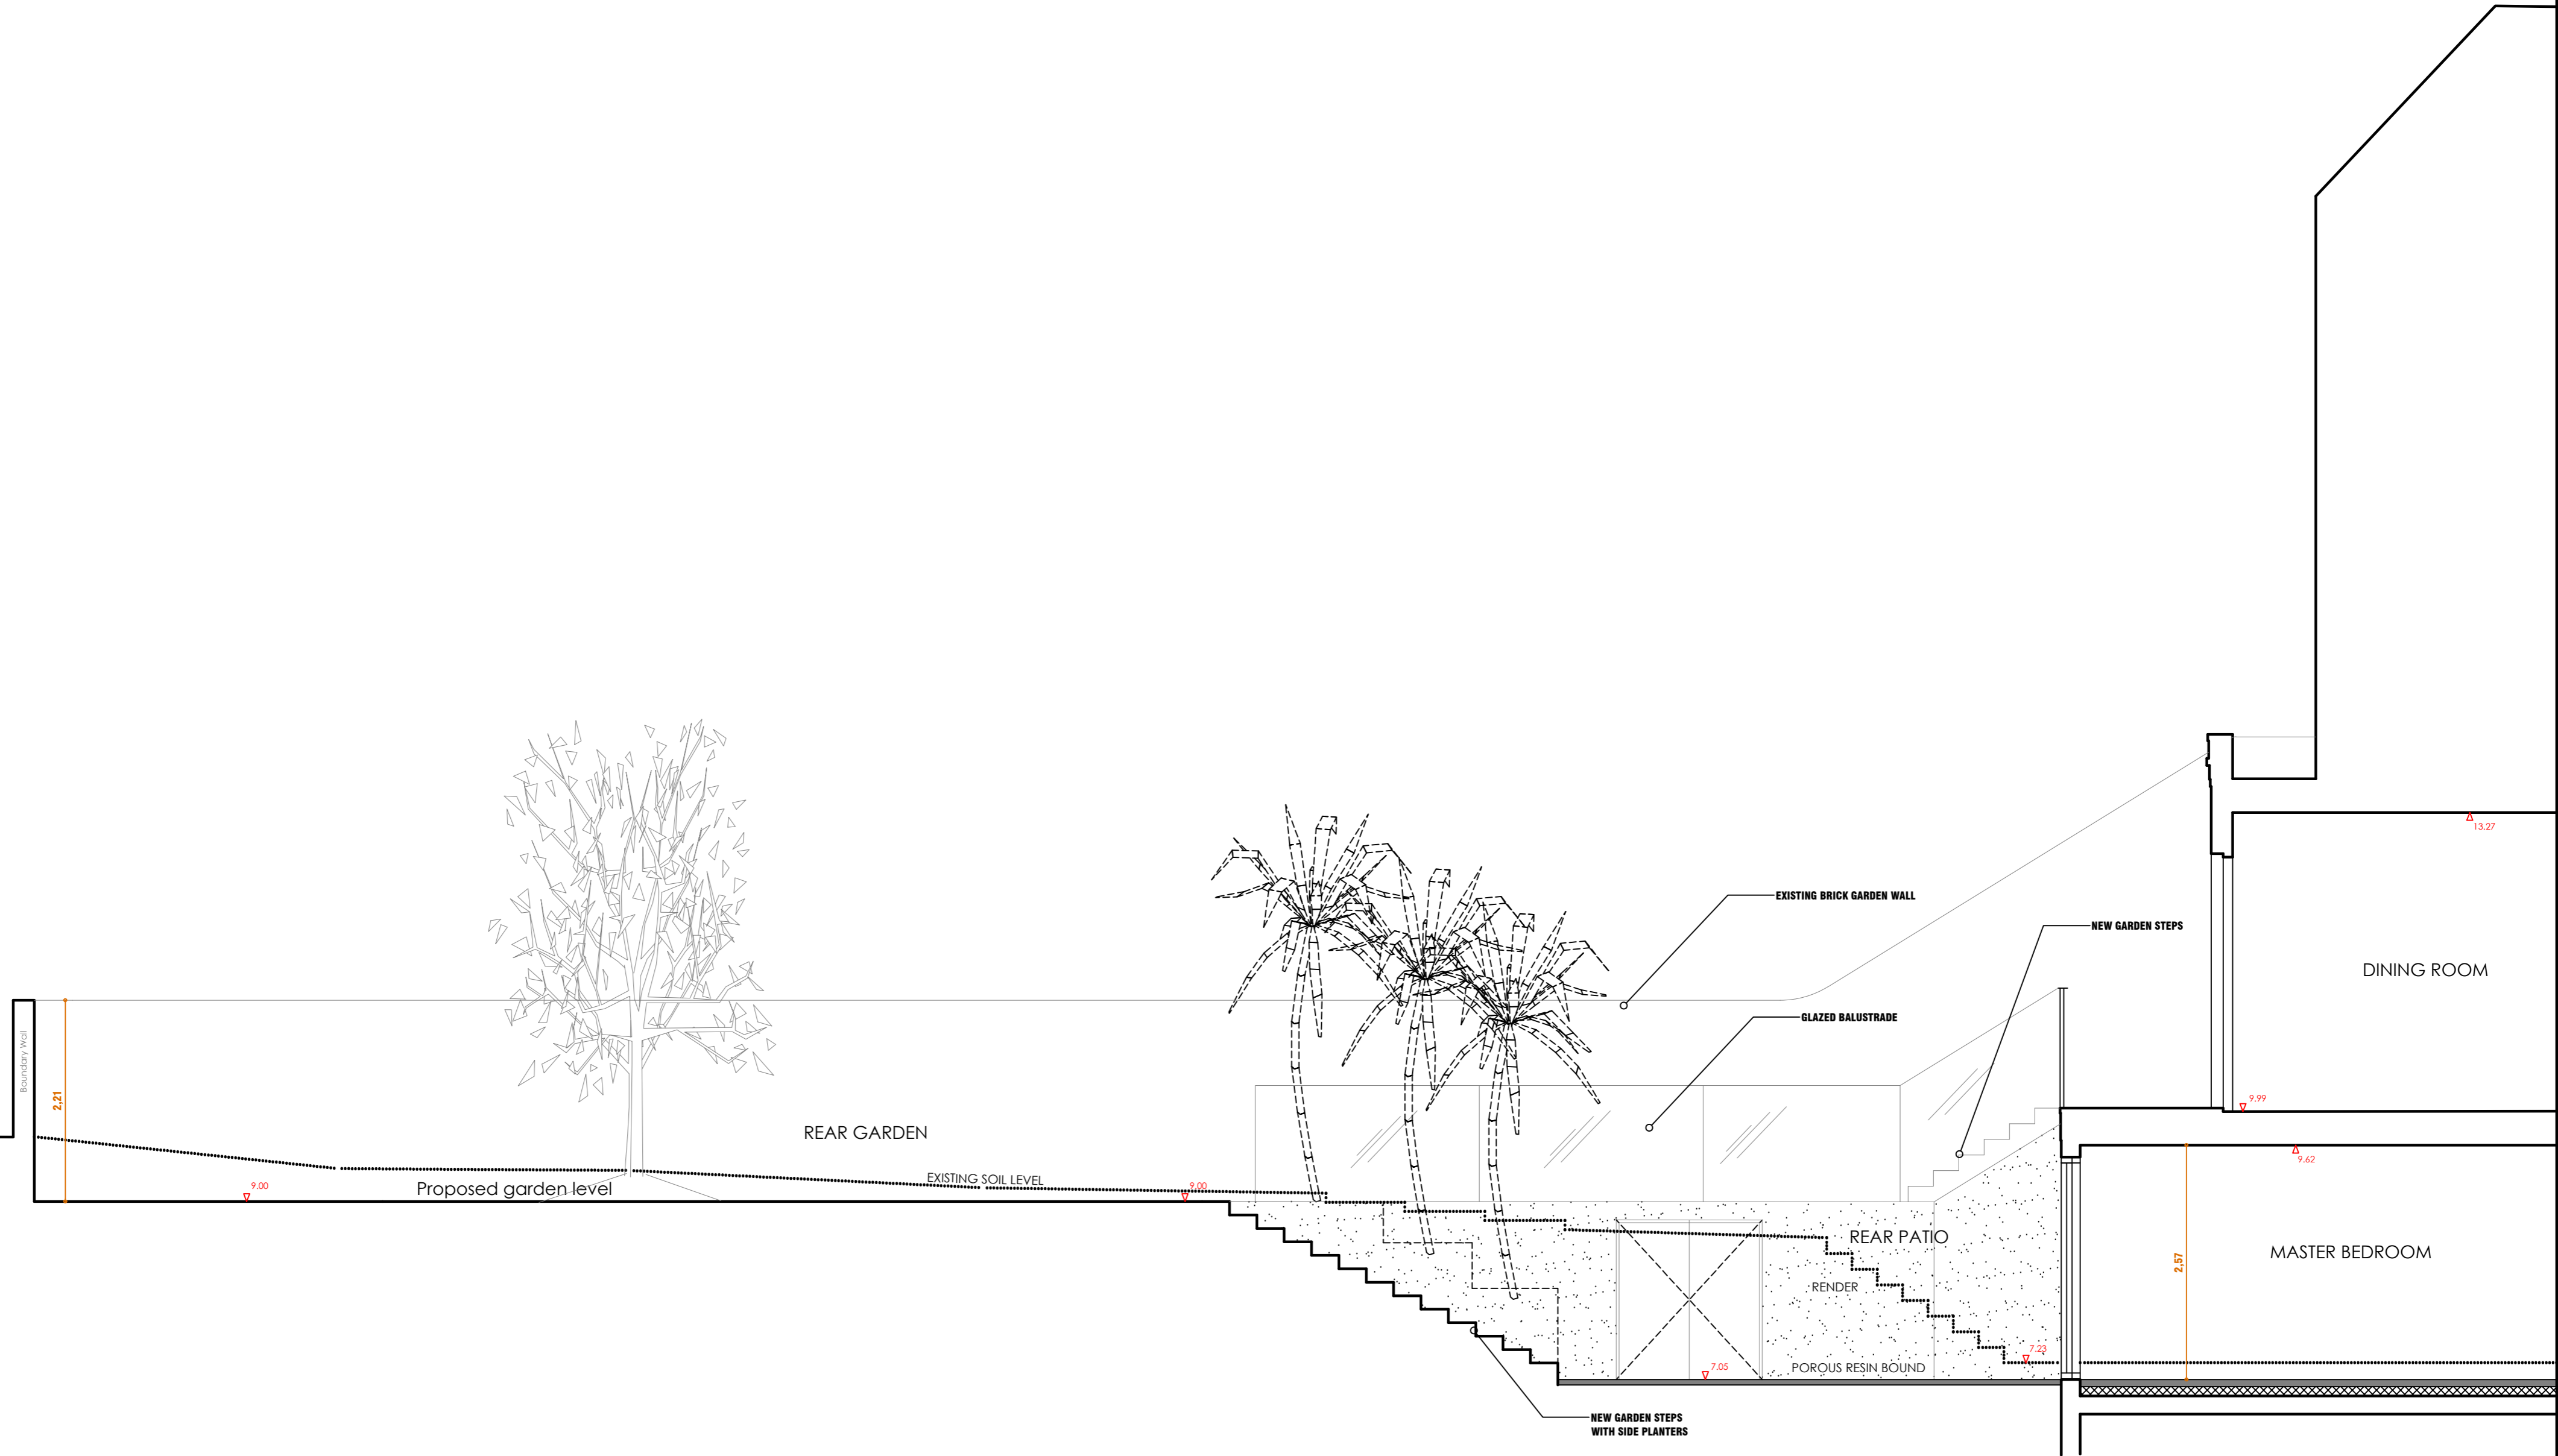 13.27
EXISTING BRICK GARDEN WALL
NEW GARDEN STEPS
DINING ROOM
GLAZED BALUSTRADE
Boundary Wall
2,21
9.99
REAR GARDEN
9.62
EXISTING SOIL LEVEL
9.00
Proposed garden level
9.00
REAR PATIO
MASTER BEDROOM
2,57
RENDER
7.23
7.05
POROUS RESIN BOUND
NEW GARDEN STEPS
WITH SIDE PLANTERS